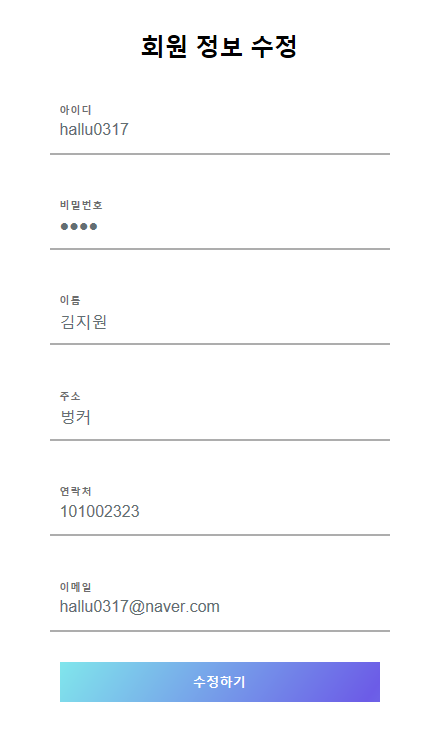 회원 정보 수정
아이디
hallu0317
비밀번호
●●●●
이름
김지원
주소
벙커
연락처
101002323
이메일
hallu0317@naver.com
수정하기